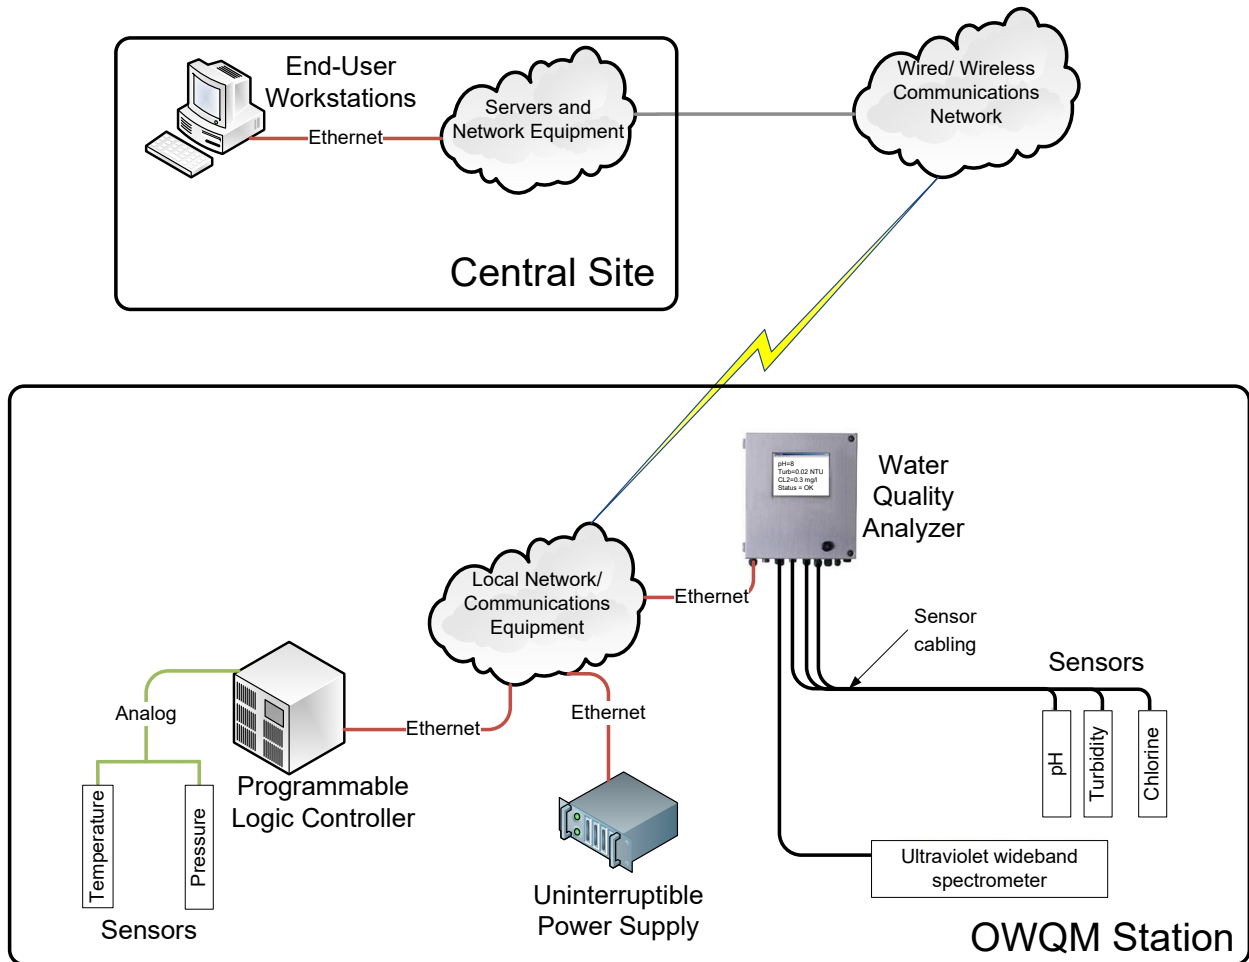 End-User
Workstations
Ethernet
Servers and
Network Equipment
Wired/ Wireless
Communications
Network
Central Site
pH=8
Turb=0.02 NTU
CL2=0.3 mg/l
Status = OK
Water
Quality
Analyzer
Local Network/
Communications
Equipment
Ethernet
Sensor
cabling
Sensors
Analog
Ethernet
Ethernet
pH
Turbidity
Chlorine
Programmable
Logic Controller
Temperature
Pressure
Sensors
Uninterruptible
Power Supply
Ultraviolet wideband
spectrometer
OWQM Station